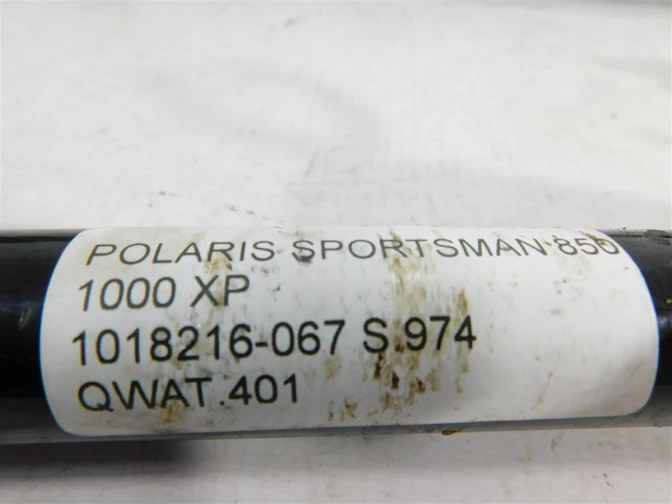 POLARIS SPORTSMAN 850
1000 XP
1018216-067 S.974
QWAT.401